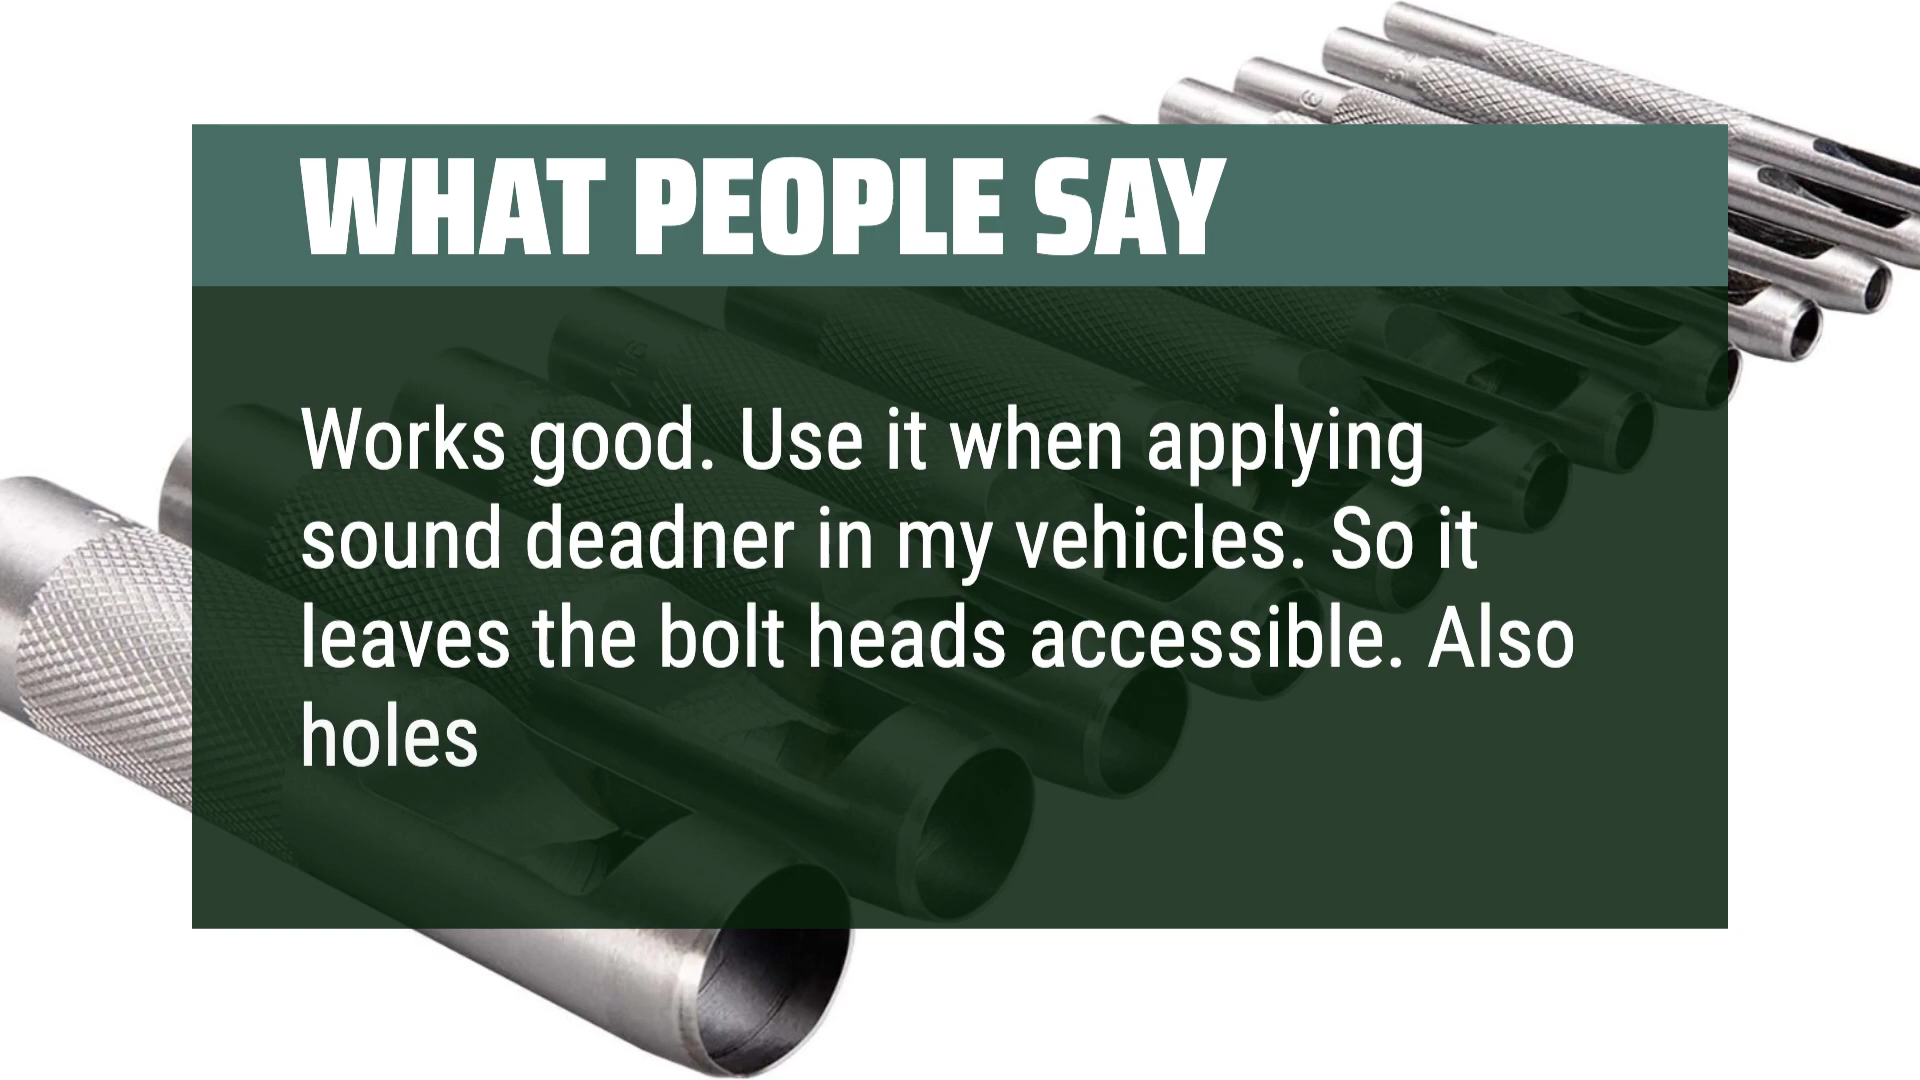 WHAT PEOPLE SAY
Works good. Use it when applying
sound deadner in my vehicles. So it
leaves the bolt heads accessible. Also
holes